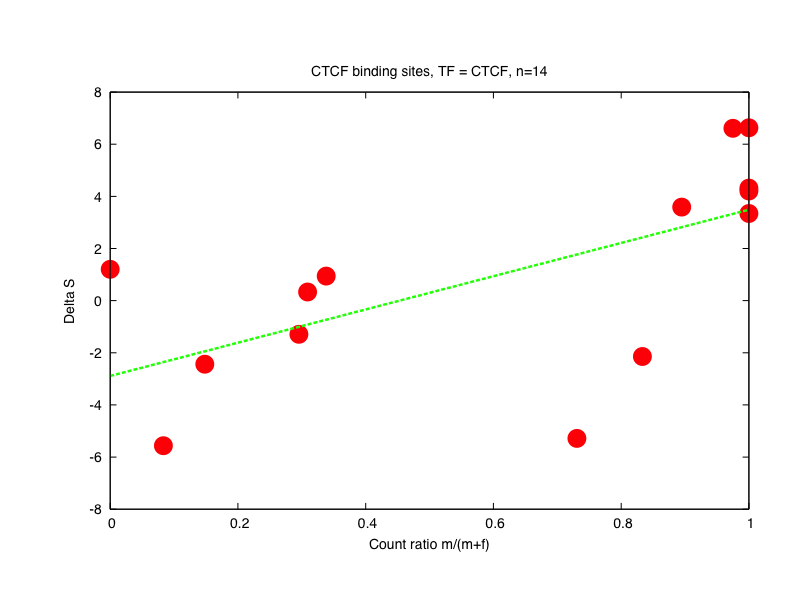 CTCF binding sites, TF = CTCF, n=14
8
6
4
2
0
-2
-4
-6
-8
Delta S
0 0.2 0.4 0.6 0.8 1
Count ratio m/(m+f)